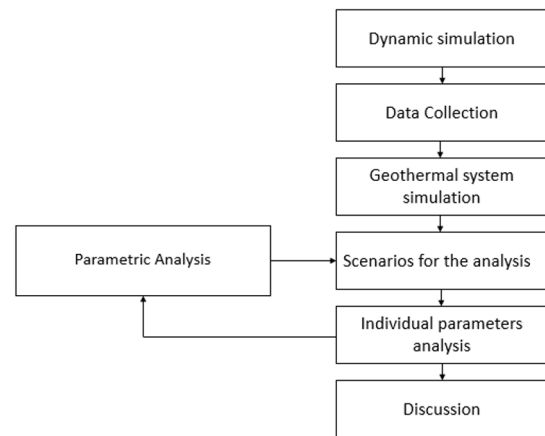 Dynamic simulation
Data Collection
Geothermal system
simulation
Parametric Analysis
Scenarios for the analysis
Individual parameters
analysis
Discussion